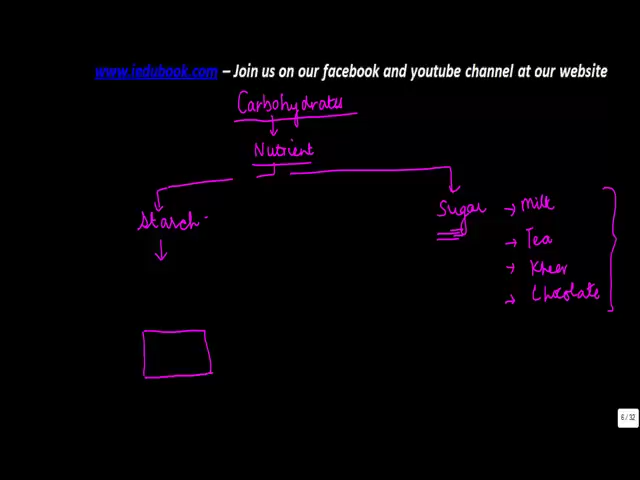 www.iedubook.com – Join us on our facebook and youtube channel at our website
Carbohydrates
Nutrient
Starch
Sugar
Milk
Tea
Kheer
Chocolate
6 / 32